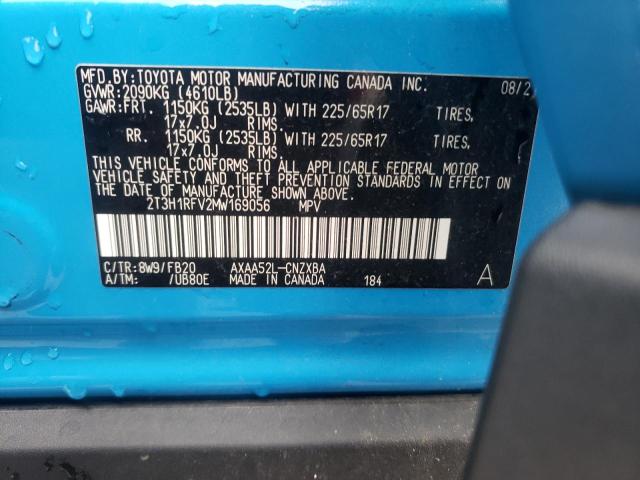 MFD. BY: TOYOTA MOTOR MANUFACTURING CANADA INC. 08/2
GVWR: 2090KG (4610LB)
GAWR: FRT. 1150KG (2535LB) WITH 225/65R17 TIRES,
17x7.0J RIMS.
RR. 1150KG (2535LB) WITH 225/65R17 TIRES,
17x7.0J RIMS.
THIS VEHICLE CONFORMS TO ALL APPLICABLE FEDERAL MOTOR
VEHICLE SAFETY AND THEFT PREVENTION STANDARDS IN EFFECT ON
THE DATE OF MANUFACTURE SHOWN ABOVE.
2T3H1RFV2MW169056 MPV
C/TR: 8W9/FB20 AXAA52L-CNZXBA
A/TM: /UB80E MADE IN CANADA 184 A